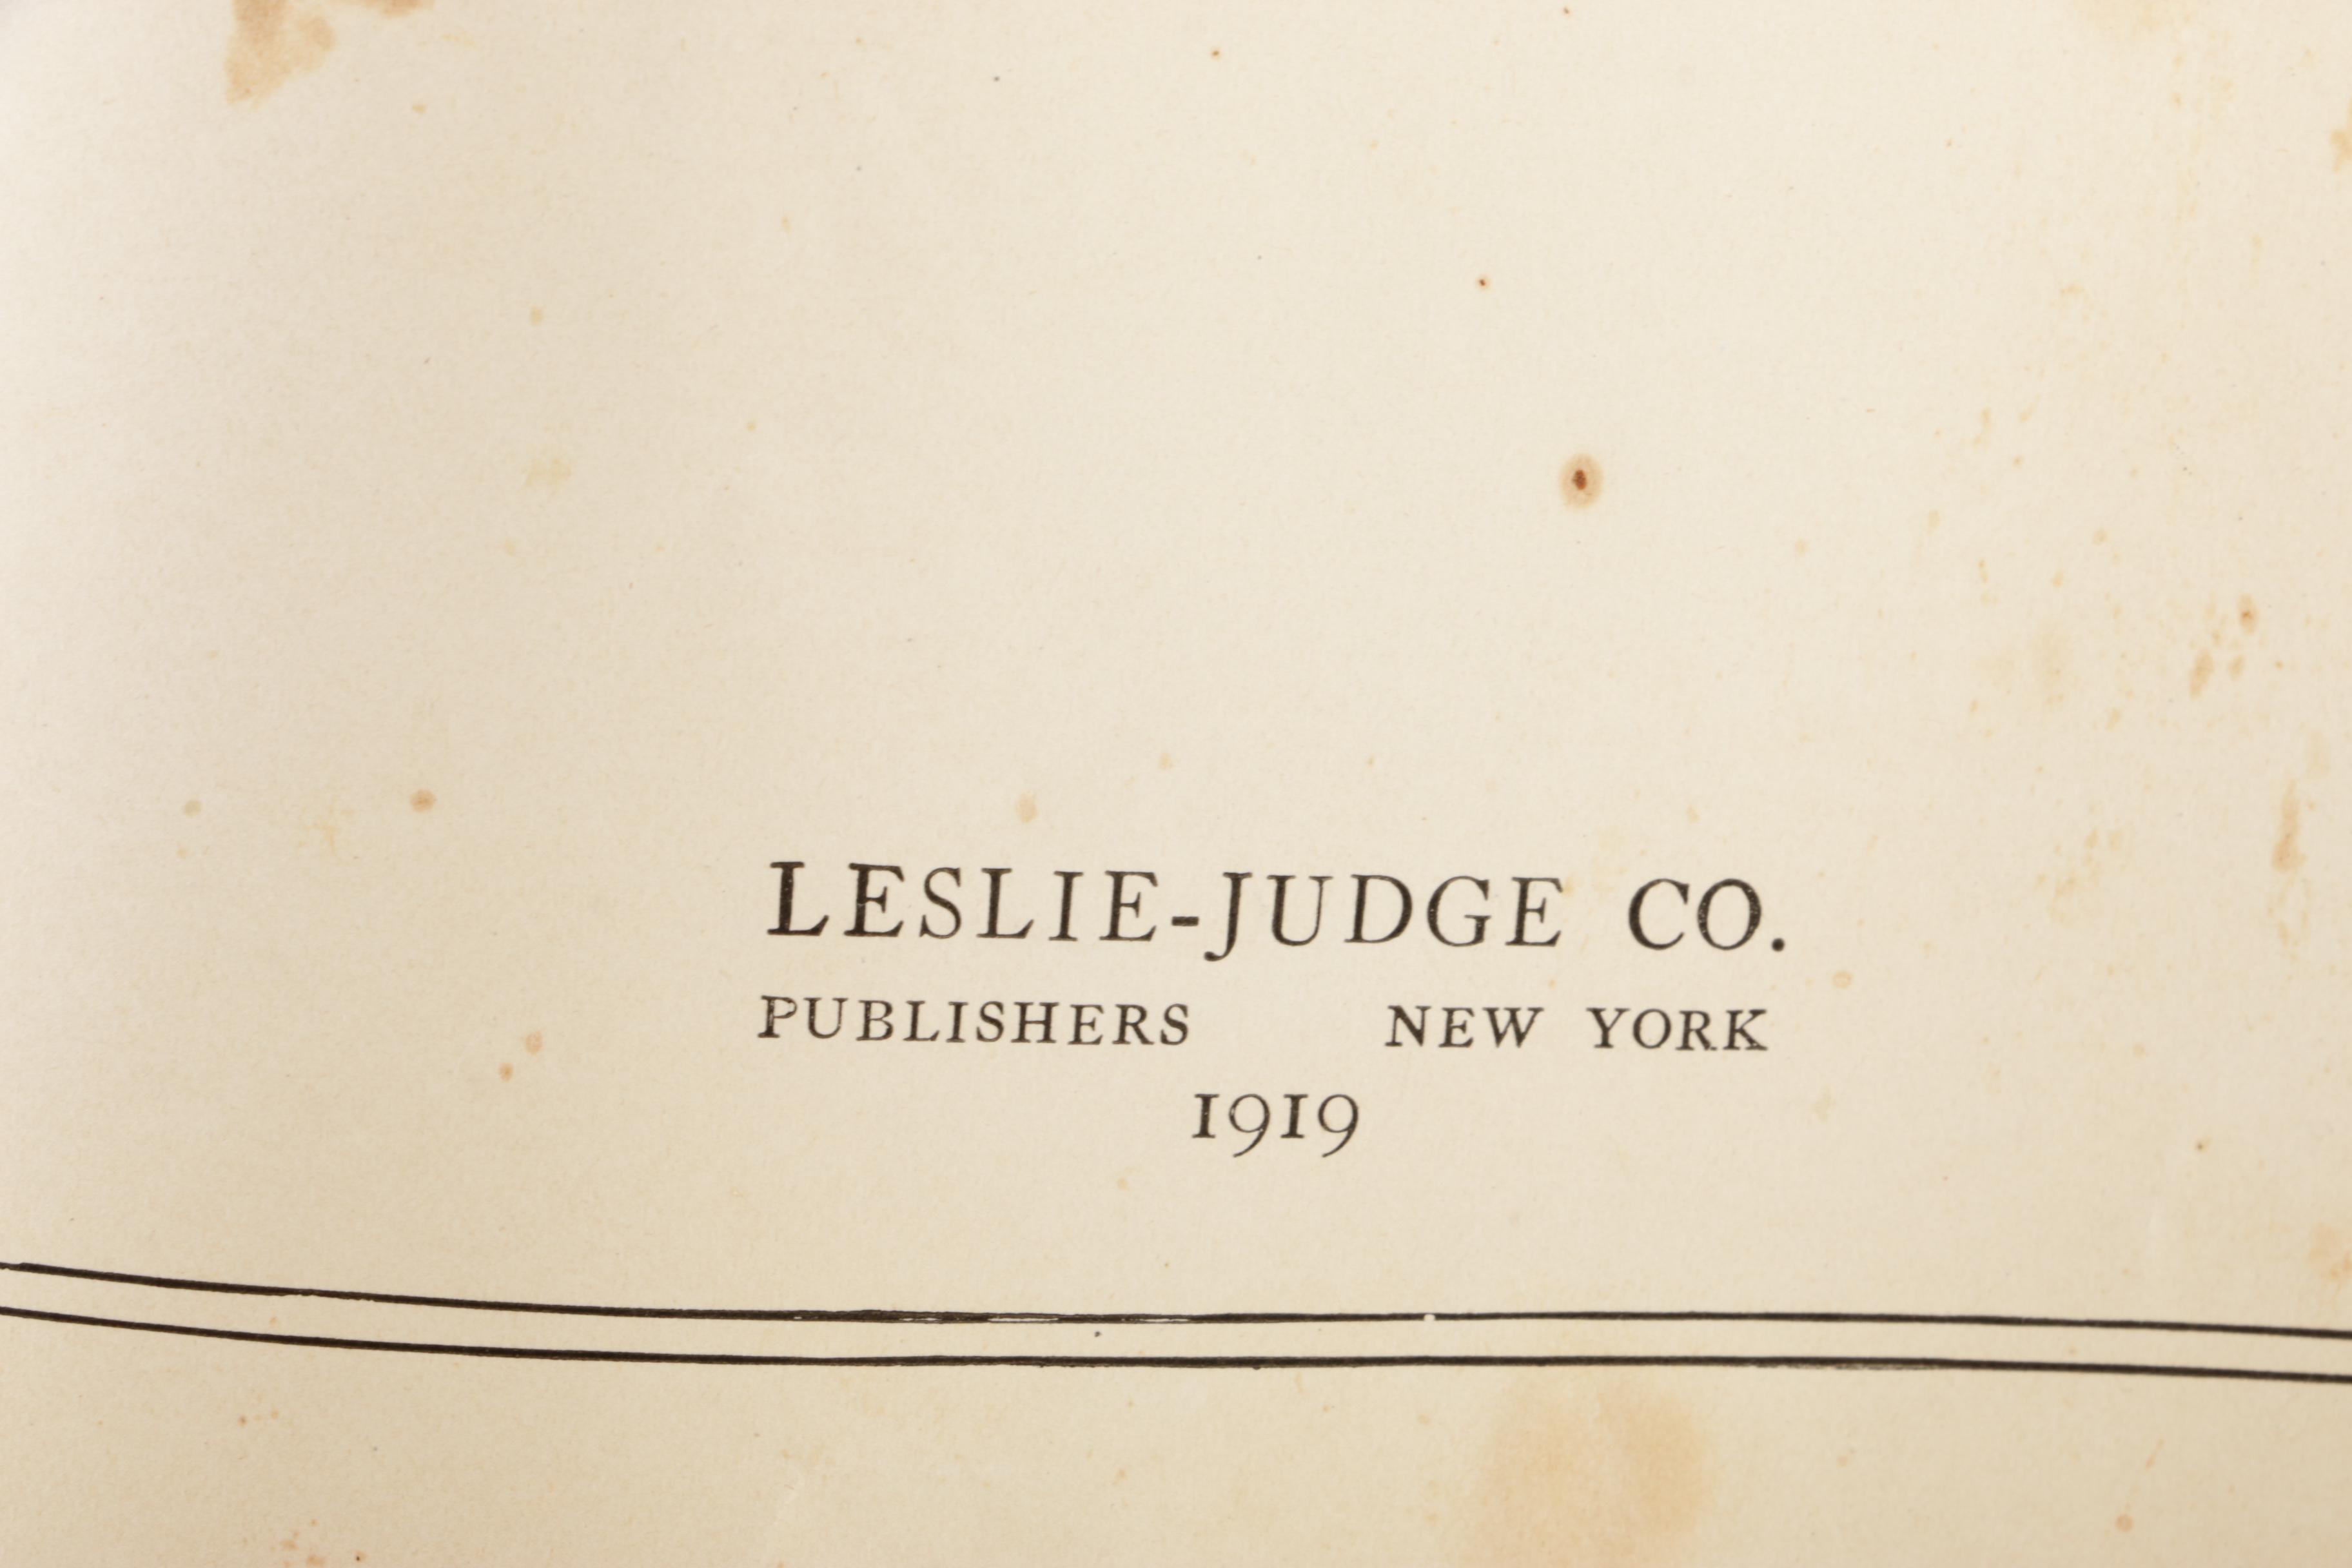 LESLIE-JUDGE CO.
PUBLISHERS NEW YORK
1919